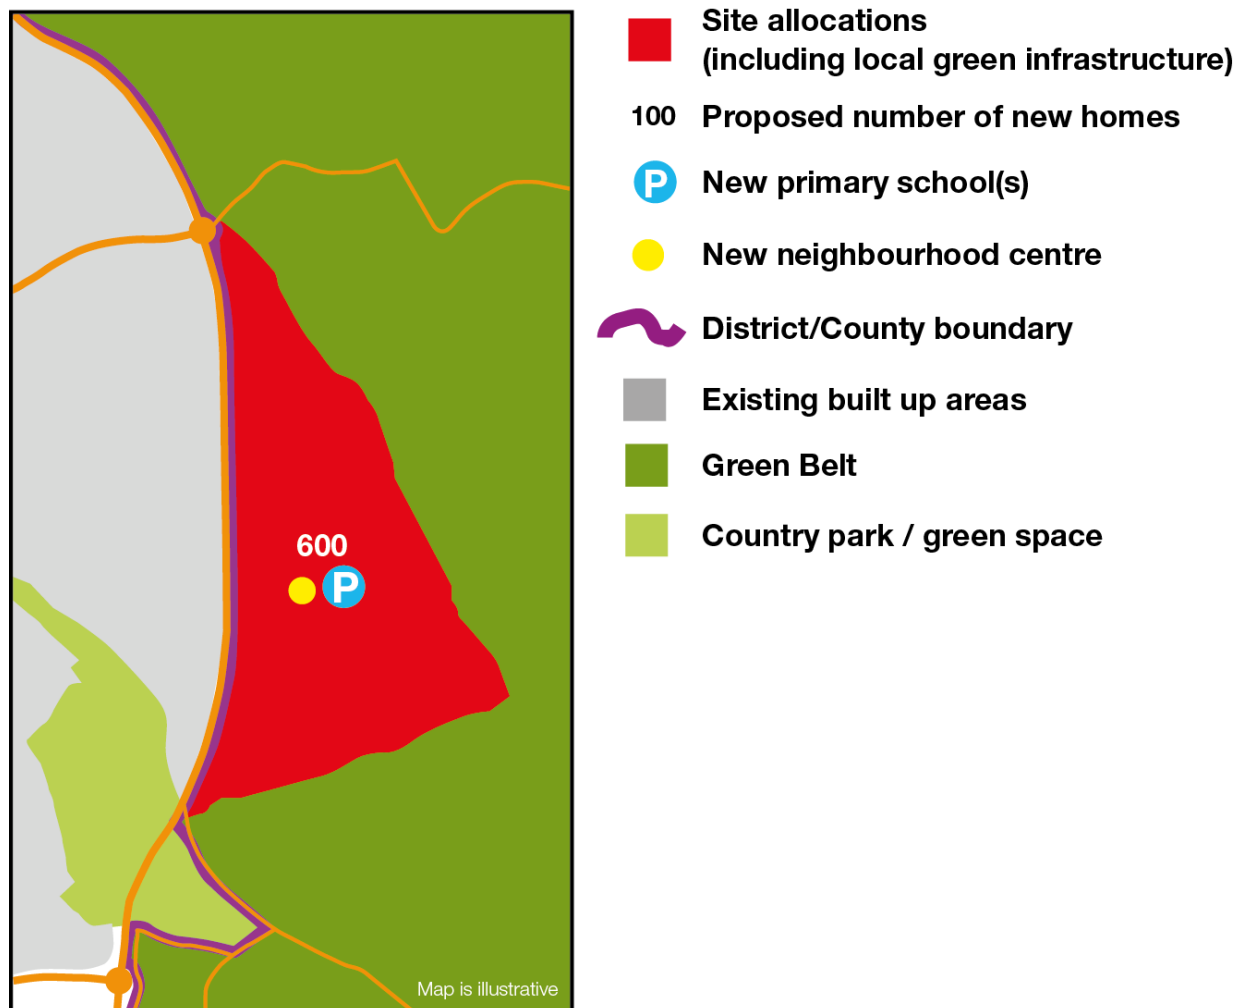 Site allocations
(including local green infrastructure)
100 Proposed number of new homes
P New primary school(s)
New neighbourhood centre
District/County boundary
Existing built up areas
Green Belt
Country park / green space
600
P
Map is illustrative